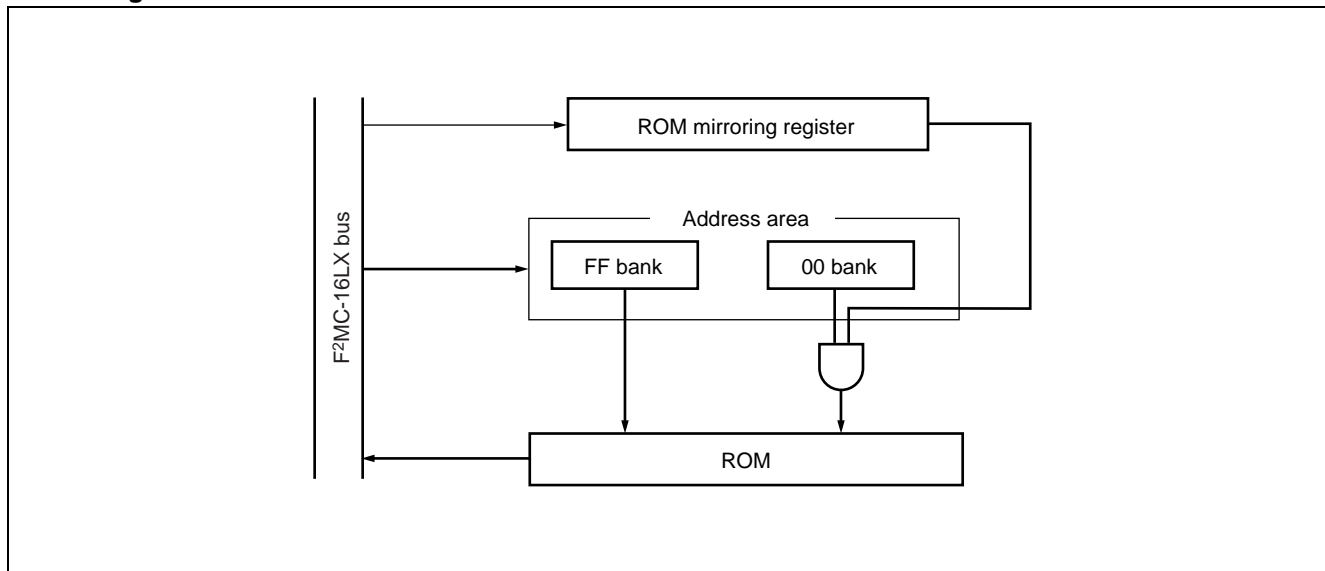 ROM mirroring register
Address area
FF bank
00 bank
F²MC-16LX bus
ROM